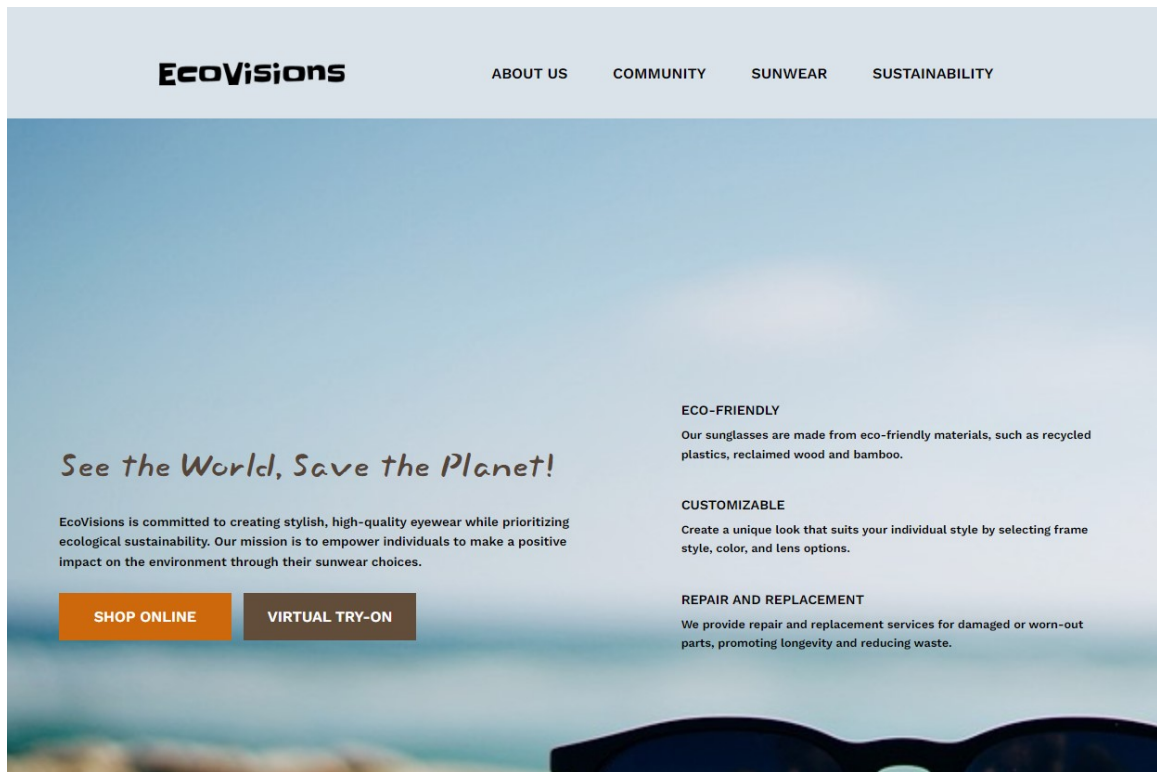 EcoVisions
ABOUT US
COMMUNITY
SUNWEAR
SUSTAINABILITY
See the World, Save the Planet!
EcoVisions is committed to creating stylish, high-quality eyewear while prioritizing
ecological sustainability. Our mission is to empower individuals to make a positive
impact on the environment through their sunwear choices.
SHOP ONLINE
VIRTUAL TRY-ON
ECO-FRIENDLY
Our sunglasses are made from eco-friendly materials, such as recycled
plastics, reclaimed wood and bamboo.
CUSTOMIZABLE
Create a unique look that suits your individual style by selecting frame
style, color, and lens options.
REPAIR AND REPLACEMENT
We provide repair and replacement services for damaged or worn-out
parts, promoting longevity and reducing waste.